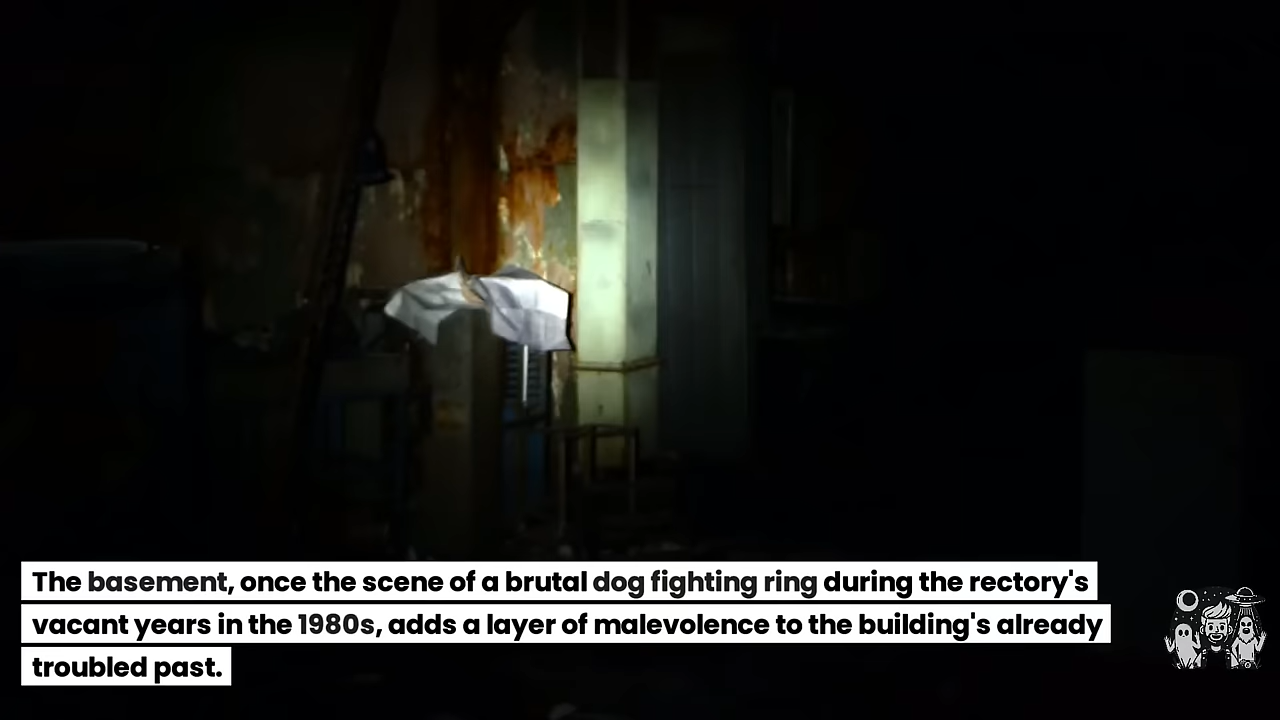 The basement, once the scene of a brutal dog fighting ring during the rectory's
vacant years in the 1980s, adds a layer of malevolence to the building's already
troubled past.